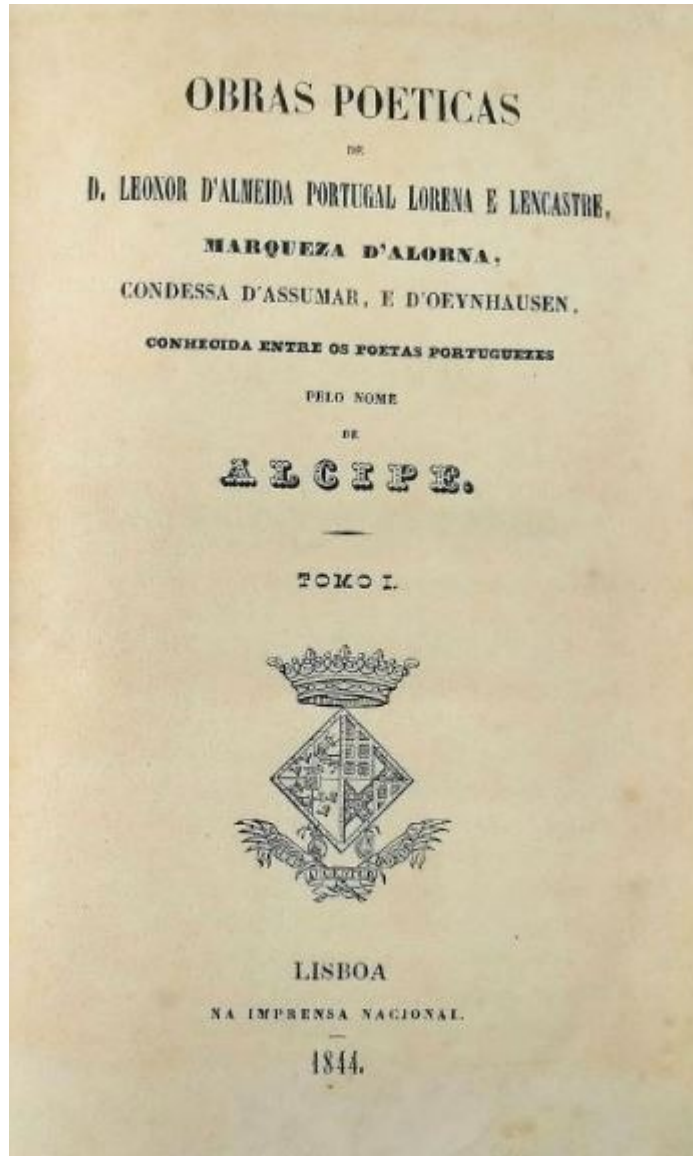 OBRAS POETICAS
DE
D. LEONOR D'ALMEIDA PORTUGAL LORENA E LENCASTRE,
MARQUEZA D'ALORNA,
CONDESSA D'ASSUMAR, E D'OEYNHAUSEN,
CONHECIDA ENTRE OS POETAS PORTUGUEZES
PELO NOME
DE
ALCIPE.
TOMO I.
LISBOA
NA IMPRENSA NACIONAL.
1844.